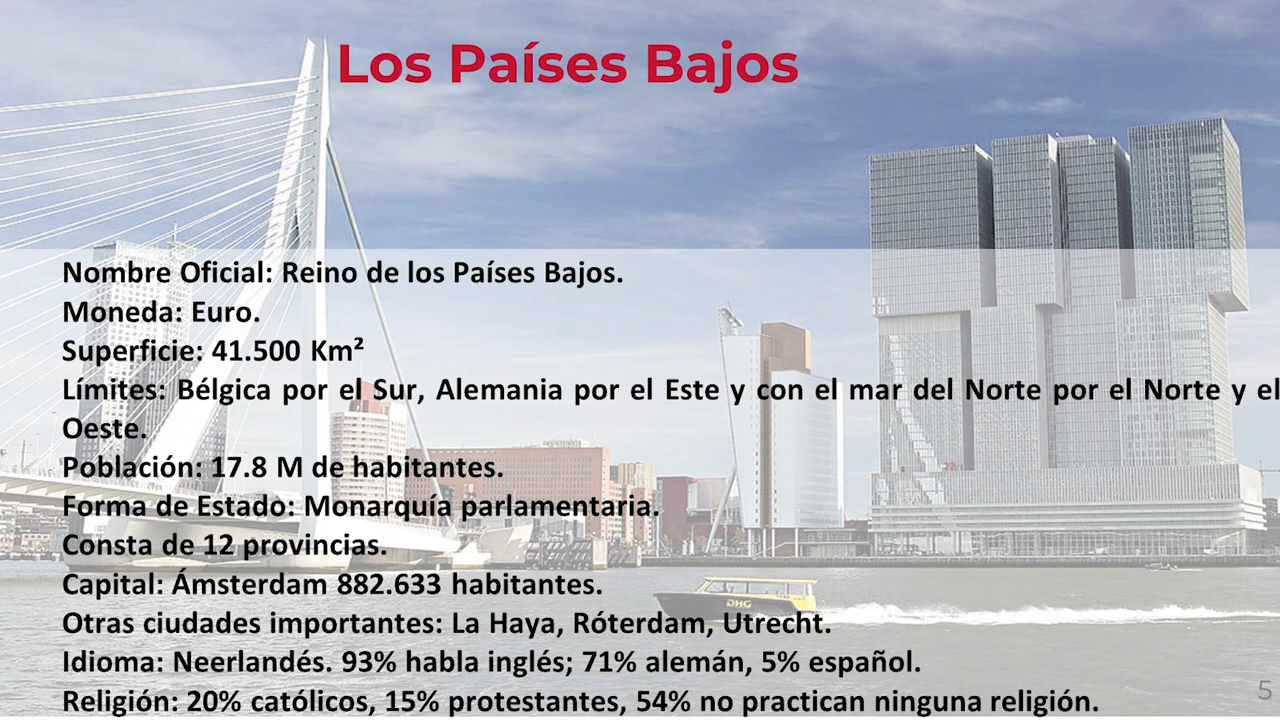 Los Países Bajos
Nombre Oficial: Reino de los Países Bajos.
Moneda: Euro.
Superficie: 41.500 Km²
Límites: Bélgica por el Sur, Alemania por el Este y con el mar del Norte por el Norte y el
Oeste.
Población: 17.8 M de habitantes.
Forma de Estado: Monarquía parlamentaria.
Consta de 12 provincias.
Capital: Ámsterdam 882.633 habitantes.
DHG
Otras ciudades importantes: La Haya, Róterdam, Utrecht.
Idioma: Neerlandés. 93% habla inglés; 71% alemán, 5% español.
Religión: 20% católicos, 15% protestantes, 54% no practican ninguna religión.
5